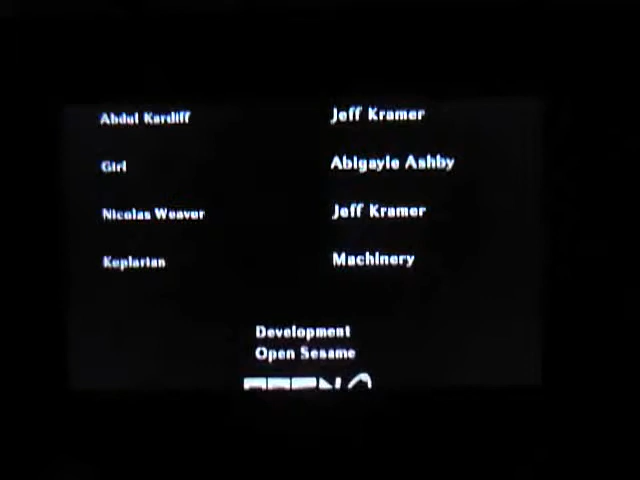 Abdul Kardiff Jeff Kramer
Girl Abigayle Ashby
Nicolas Weaver Jeff Kramer
Keplarian Machinery
Development
Open Sesame